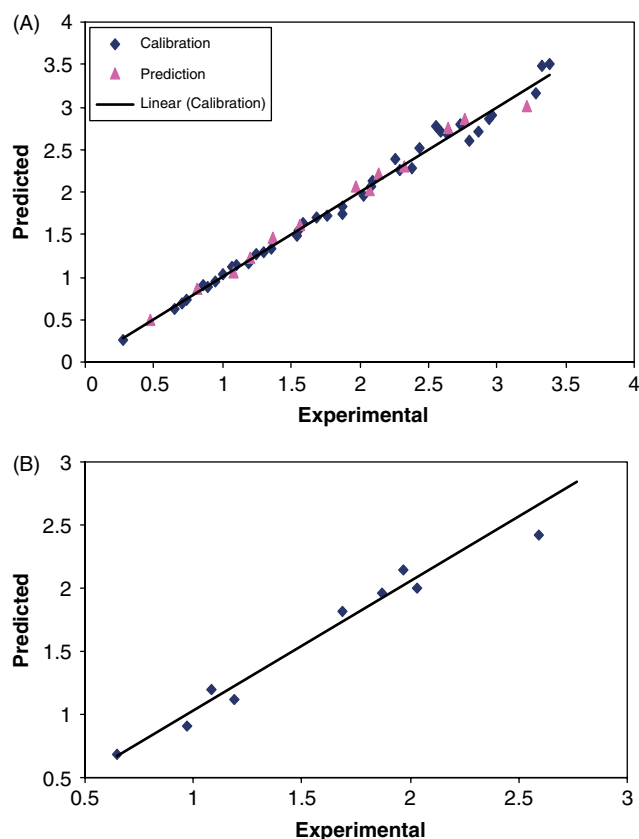 (A)
4
3.5
3
2.5
2
1.5
1
0.5
0
Calibration
Prediction
Linear (Calibration)
Predicted
0 0.5 1 1.5 2 2.5 3 3.5 4
Experimental
(B)
3
2.5
2
1.5
1
0.5
Predicted
0.5 1 1.5 2 2.5 3
Experimental